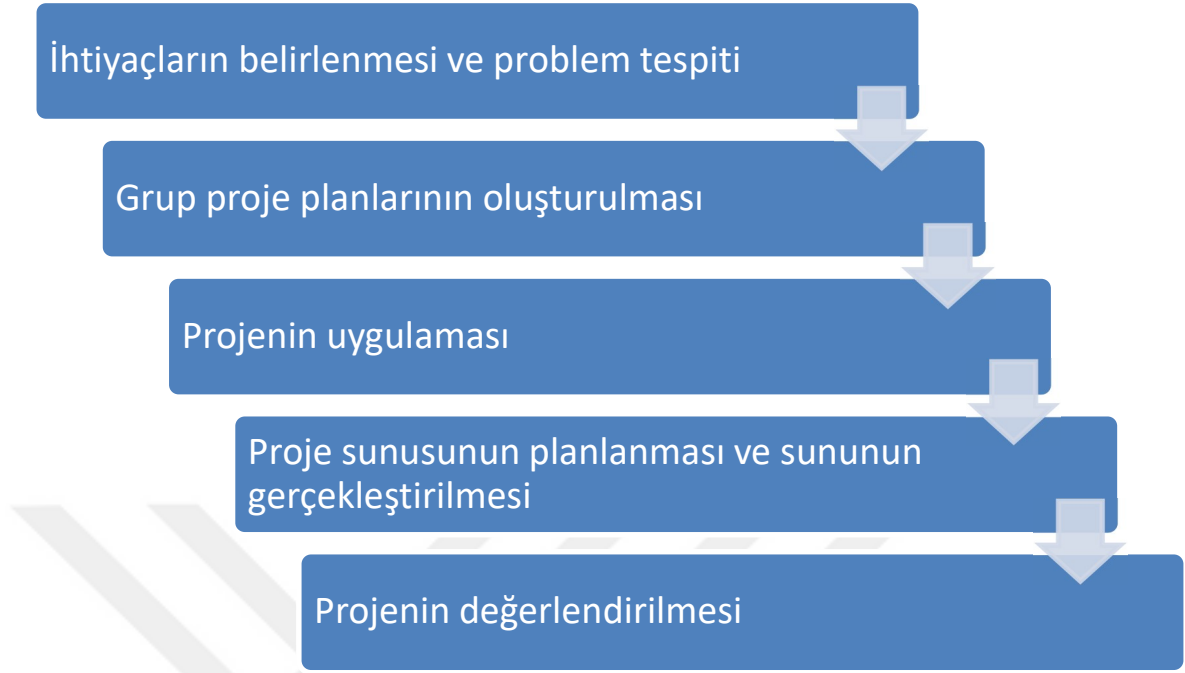 İhtiyaçların belirlenmesi ve problem tespiti
Grup proje planlarının oluşturulması
Projenin uygulaması
Proje sunusunun planlanması ve sununun
gerçekleştirilmesi
Projenin değerlendirilmesi